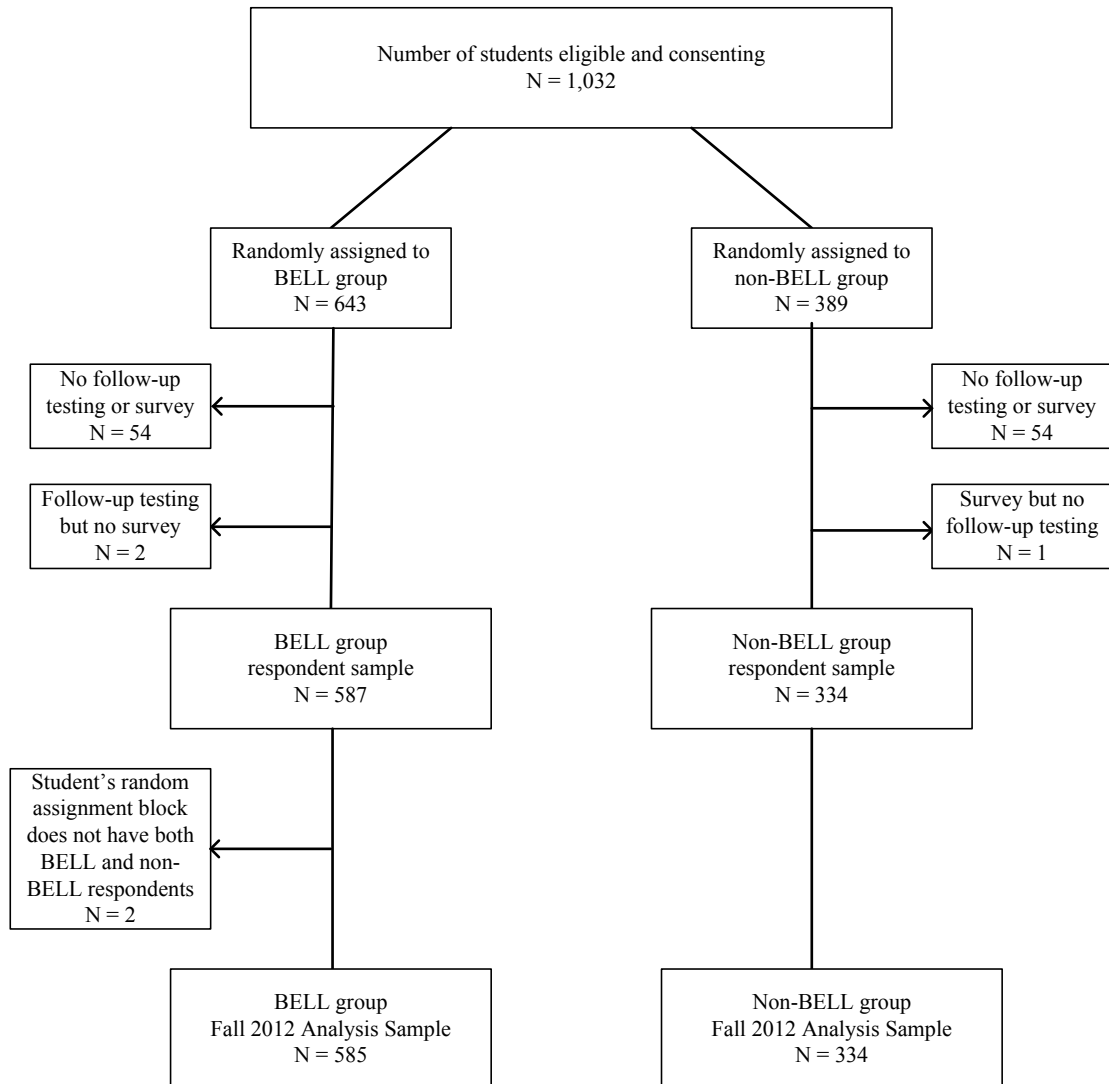 Number of students eligible and consenting
N = 1,032
Randomly assigned to
BELL group
N = 643
Randomly assigned to
non-BELL group
N = 389
No follow-up
testing or survey
N = 54
No follow-up
testing or survey
N = 54
Follow-up testing
but no survey
N = 2
Survey but no
follow-up testing
N = 1
BELL group
respondent sample
N = 587
Non-BELL group
respondent sample
N = 334
Student’s random
assignment block
does not have both
BELL and non-
BELL respondents
N = 2
BELL group
Fall 2012 Analysis Sample
N = 585
Non-BELL group
Fall 2012 Analysis Sample
N = 334